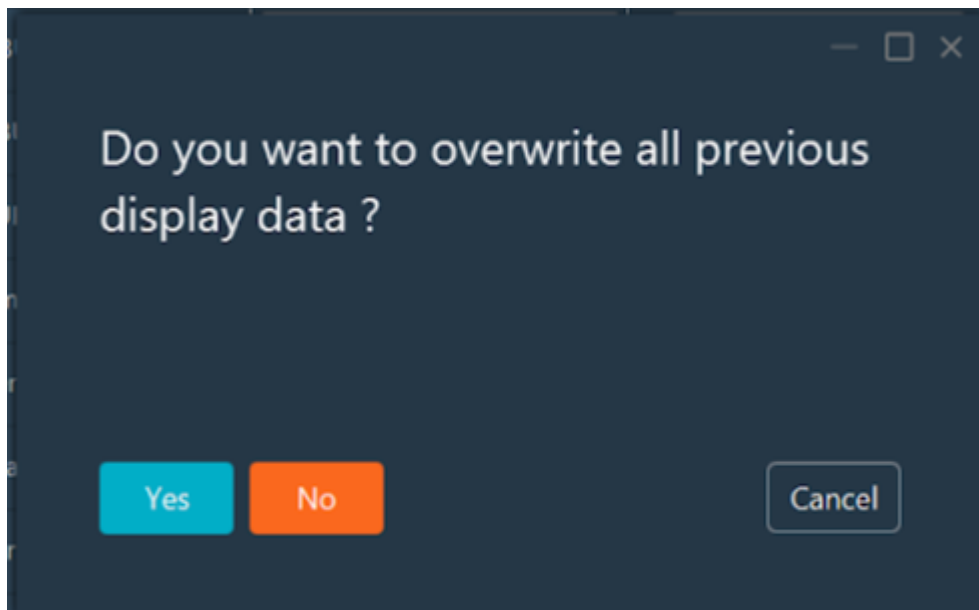 Do you want to overwrite all previous
display data ?
Yes
No
Cancel